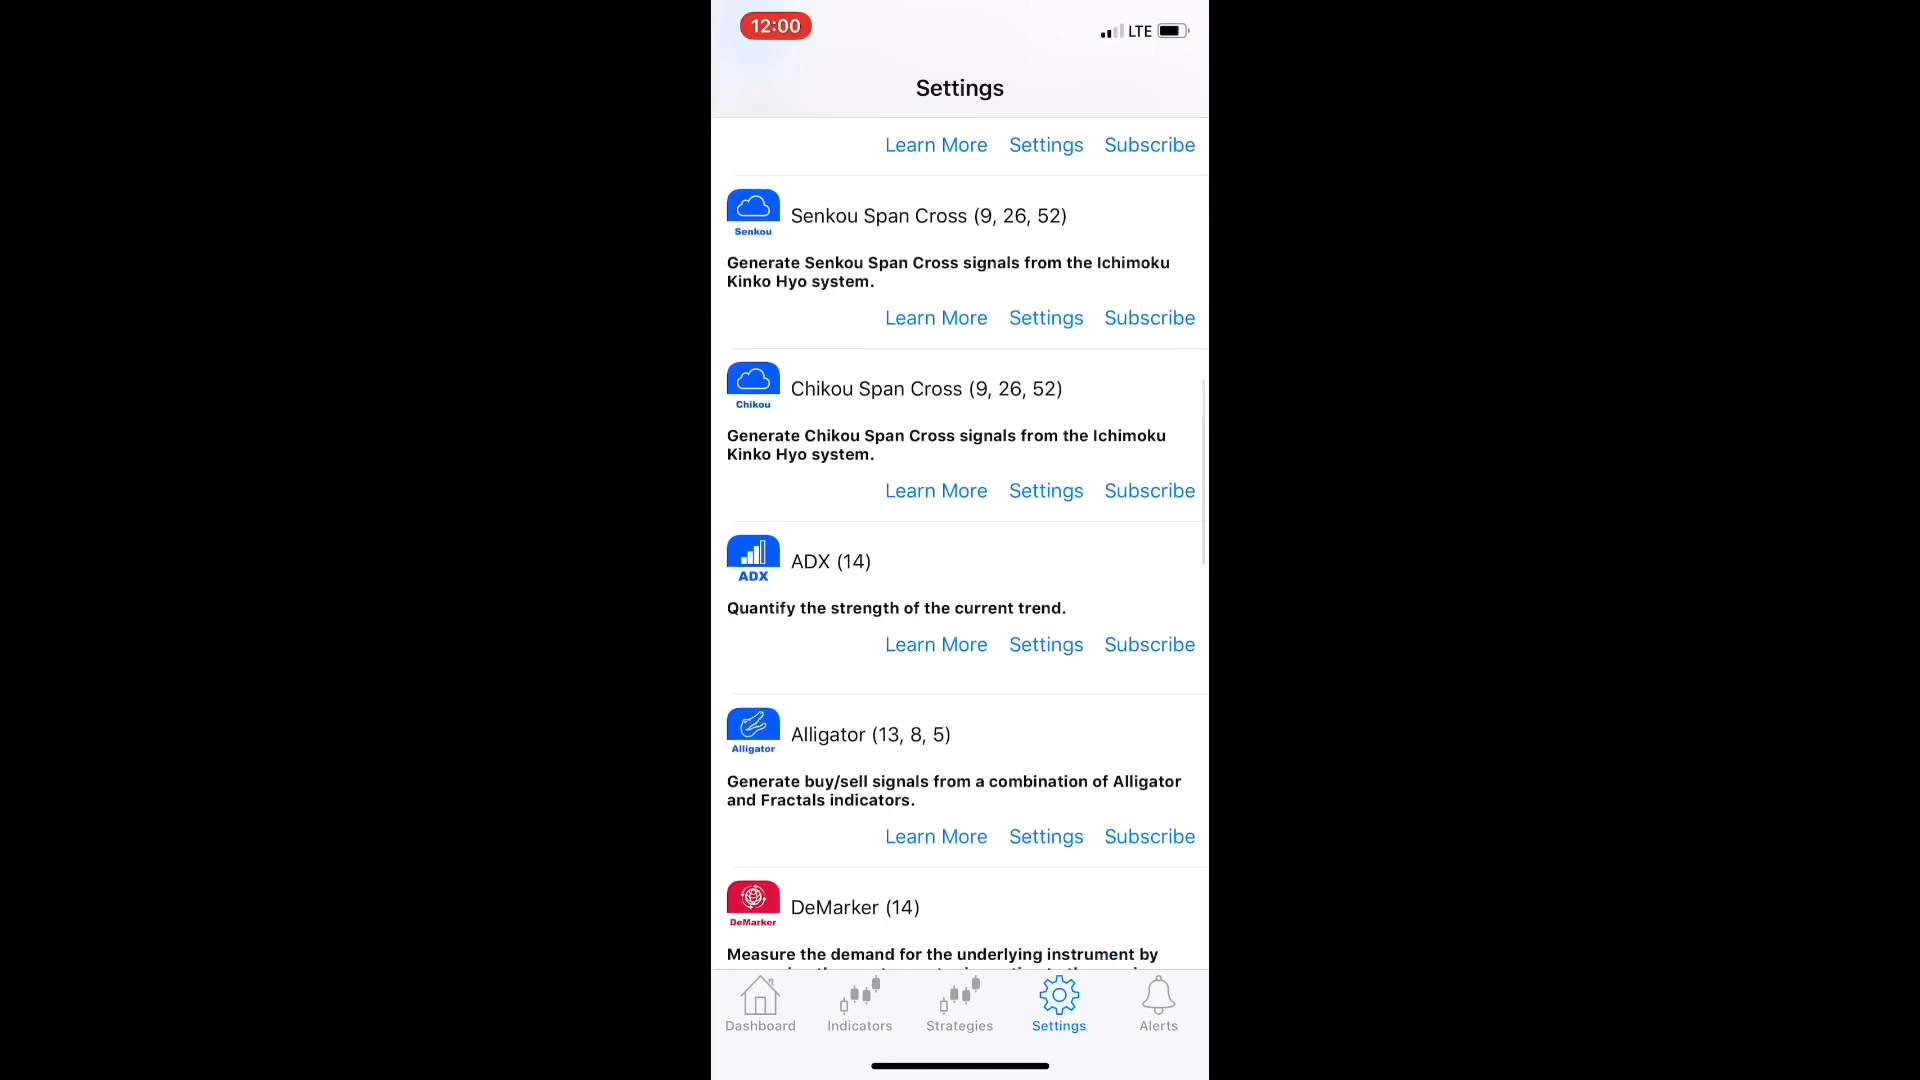 12:00
LTE
Settings
Learn More Settings Subscribe
Senkou
Senkou Span Cross (9, 26, 52)
Generate Senkou Span Cross signals from the Ichimoku
Kinko Hyo system.
Learn More Settings Subscribe
Chikou
Chikou Span Cross (9, 26, 52)
Generate Chikou Span Cross signals from the Ichimoku
Kinko Hyo system.
Learn More Settings Subscribe
ADX
ADX (14)
Quantify the strength of the current trend.
Learn More Settings Subscribe
Alligator
Alligator (13, 8, 5)
Generate buy/sell signals from a combination of Alligator
and Fractals indicators.
Learn More Settings Subscribe
DeMarker
DeMarker (14)
Measure the demand for the underlying instrument by
Dashboard Indicators Strategies Settings Alerts